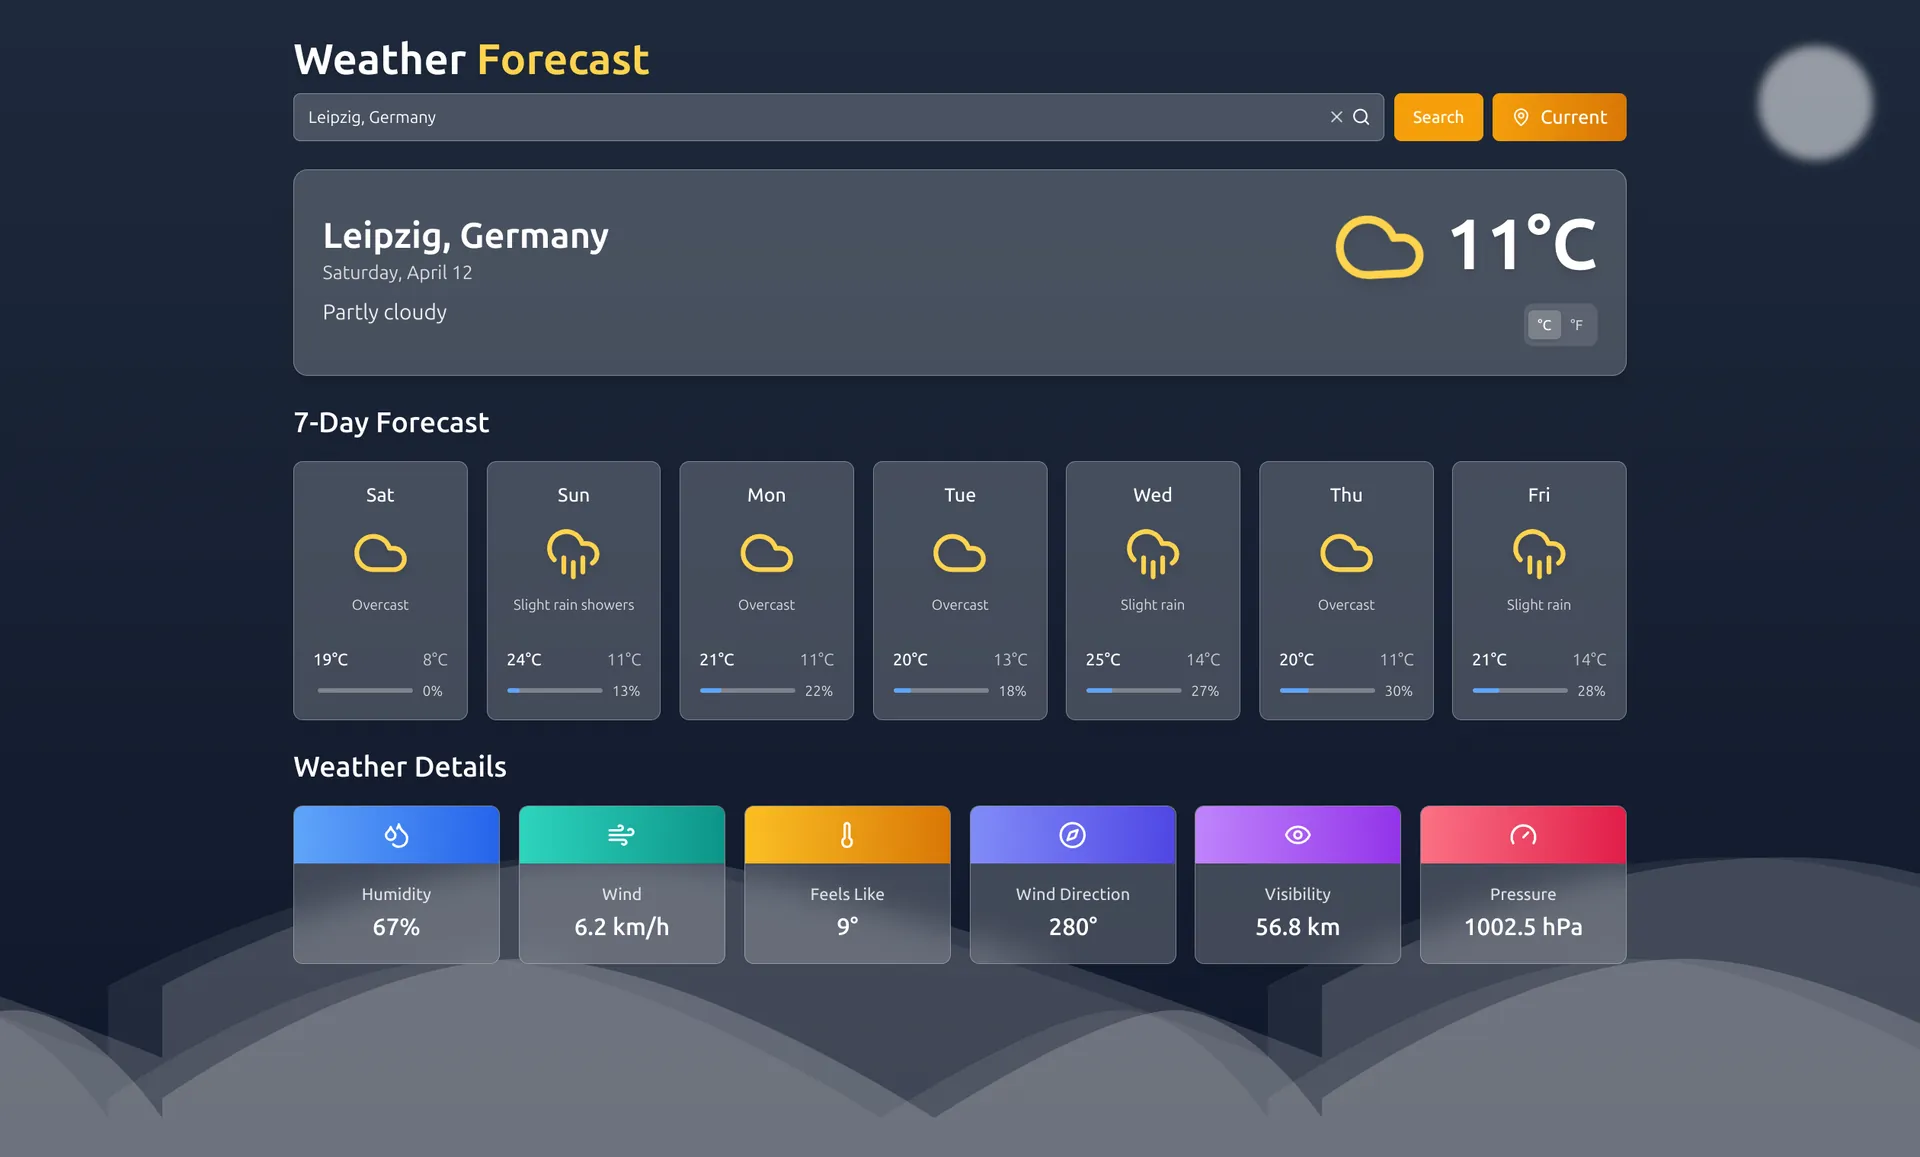 Weather Forecast
Leipzig, Germany
Search
Current
Leipzig, Germany
Saturday, April 12
Partly cloudy
11°C
°C °F
7-Day Forecast
Sat
Overcast
19°C 8°C
0%
Sun
Slight rain showers
24°C 11°C
13%
Mon
Overcast
21°C 11°C
22%
Tue
Overcast
20°C 13°C
18%
Wed
Slight rain
25°C 14°C
27%
Thu
Overcast
20°C 11°C
30%
Fri
Slight rain
21°C 14°C
28%
Weather Details
Humidity
67%
Wind
6.2 km/h
Feels Like
9°
Wind Direction
280°
Visibility
56.8 km
Pressure
1002.5 hPa